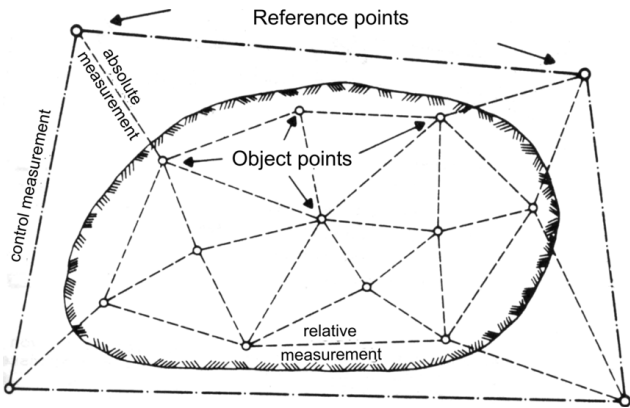 Reference points
absolute
measurement
control measurement
Object points
relative
measurement